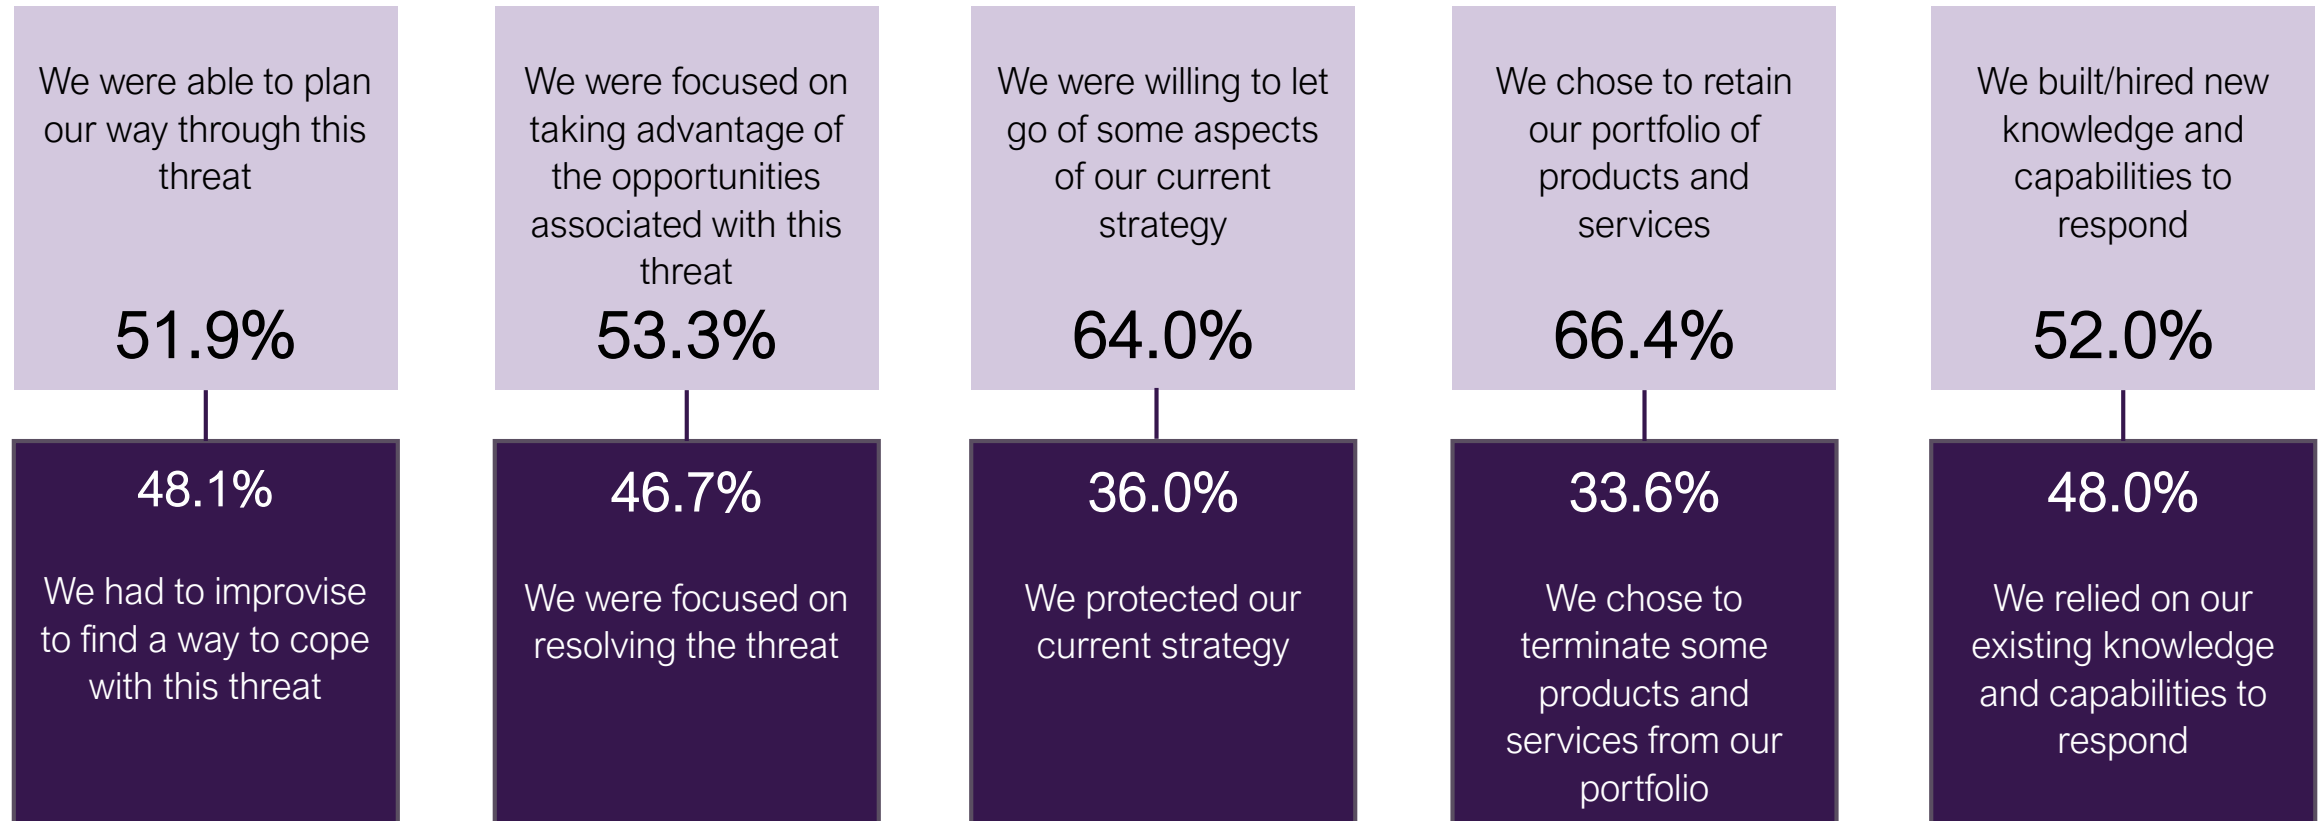 We were able to plan
our way through this
threat
51.9%
48.1%
We had to improvise
to find a way to cope
with this threat
We were focused on
taking advantage of
the opportunities
associated with this
threat
53.3%
46.7%
We were focused on
resolving the threat
We were willing to let
go of some aspects
of our current
strategy
64.0%
36.0%
We protected our
current strategy
We chose to retain
our portfolio of
products and
services
66.4%
33.6%
We chose to
terminate some
products and
services from our
portfolio
We built/hired new
knowledge and
capabilities to
respond
52.0%
48.0%
We relied on our
existing knowledge
and capabilities to
respond